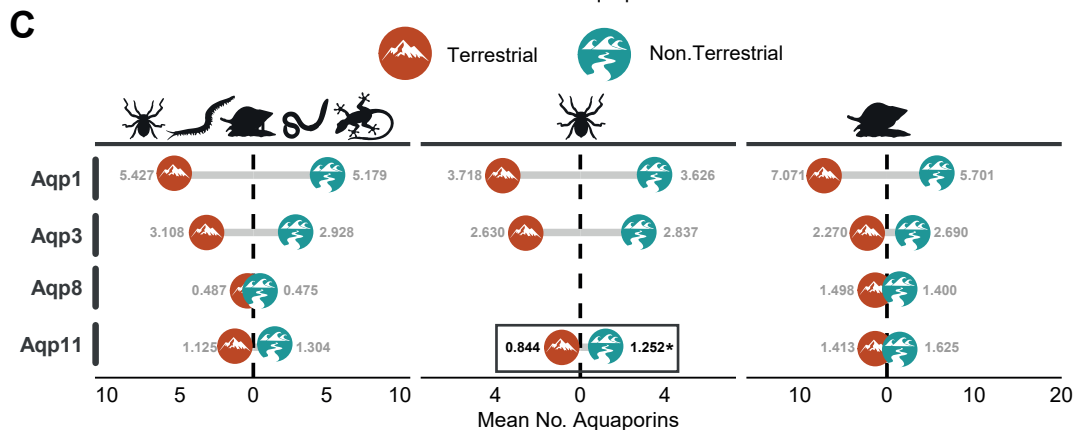 C
Terrestrial
Non.Terrestrial
Aqp1
5.427
5.179
3.718
3.626
7.071
5.701
Aqp3
3.108
2.928
2.630
2.837
2.270
2.690
Aqp8
0.487
0.475
1.498
1.400
Aqp11
1.125
1.304
0.844
1.252*
1.413
1.625
10 5 0 5 10
4 0 4
10 0 10 20
Mean No. Aquaporins